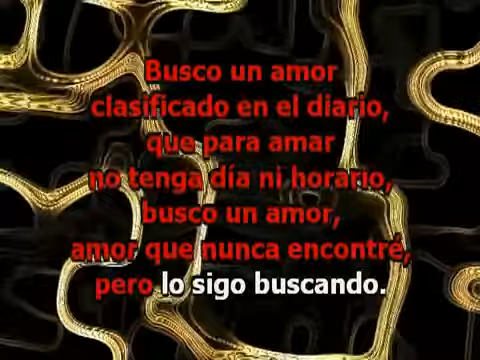 Busco un amor
clasificado en el diario,
que para amar
no tenga día ni horario,
busco un amor,
amor que nunca encontré,
pero lo sigo buscando.